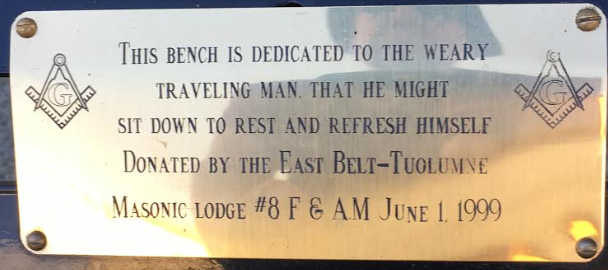 THIS BENCH IS DEDICATED TO THE WEARY
TRAVELING MAN, THAT HE MIGHT
SIT DOWN TO REST AND REFRESH HIMSELF
DONATED BY THE EAST BELT-TUOLUMNE
MASONIC LODGE #8 F & A.M JUNE 1, 1999
G
G